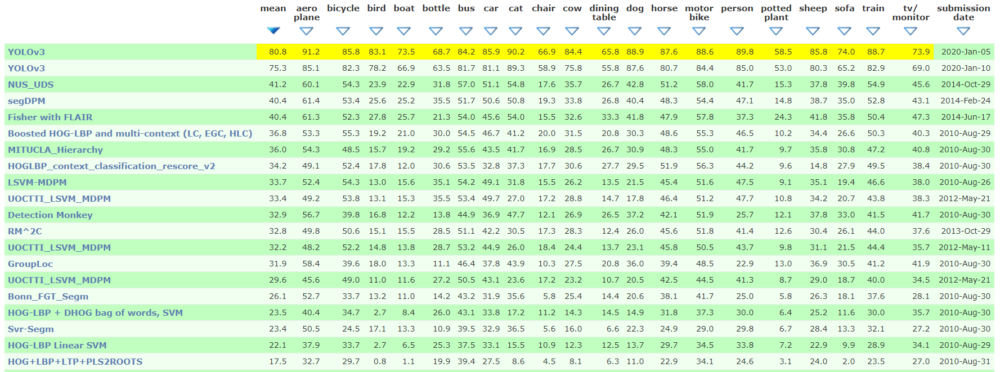 mean aero plane bicycle bird boat bottle bus car cat chair cow dining table dog horse motor bike person potted plant sheep sofa train tv/ monitor submission date
YOLOv3 80.8 91.2 85.8 83.1 73.5 68.7 84.2 85.9 90.2 66.9 84.4 65.8 88.9 87.6 88.6 89.8 58.5 85.8 74.0 88.7 73.9 2020-Jan-05
YOLOv3 75.3 85.1 82.3 78.2 66.9 63.5 81.7 81.1 89.3 58.9 75.8 55.8 87.6 80.7 84.4 85.0 53.0 80.3 65.2 82.9 69.0 2020-Jan-10
NUS_UDS 41.2 60.1 54.3 23.9 22.9 31.8 57.0 51.1 54.8 17.6 35.7 26.7 42.8 51.2 58.0 41.7 15.3 37.8 39.8 54.9 45.6 2014-Oct-29
segDPM 40.4 61.4 53.4 25.6 25.2 35.5 51.7 50.6 50.8 19.3 33.8 26.8 40.4 48.3 54.4 47.1 14.8 38.7 35.0 52.8 43.1 2014-Feb-24
Fisher with FLAIR 40.4 61.3 52.3 27.8 25.7 21.3 54.0 45.6 54.0 15.5 32.6 33.3 41.8 47.9 57.8 37.3 24.3 41.8 35.8 50.4 47.3 2014-Jun-17
Boosted HOG-LBP and multi-context (LC, EGC, HLC) 36.8 53.3 55.3 19.2 21.0 30.0 54.5 46.7 41.2 20.0 31.5 20.8 30.3 48.6 55.3 46.5 10.2 34.4 26.6 50.3 40.3 2010-Aug-29
MITUCLA_Hierarchy 36.0 54.3 48.5 15.7 19.2 29.2 55.6 43.5 41.7 16.9 28.5 26.7 30.9 48.3 55.0 41.7 9.7 35.8 30.8 47.2 40.8 2010-Aug-30
HOGLBP_context_classification_rescore_v2 34.2 49.1 52.4 17.8 12.0 30.6 53.5 32.8 37.3 17.7 30.6 27.7 29.5 51.9 56.3 44.2 9.6 14.8 27.9 49.5 38.4 2010-Aug-30
LSVM-MDPM 33.7 52.4 54.3 13.0 15.6 35.1 54.2 49.1 31.8 15.5 26.2 13.5 21.5 45.4 51.6 47.5 9.1 35.1 19.4 46.6 38.0 2010-Aug-26
UOCTTI_LSVM_MDPM 33.4 49.2 53.8 13.1 15.3 35.5 53.4 49.7 27.0 17.2 28.8 14.7 17.8 46.4 51.2 47.7 10.8 34.2 20.7 43.8 38.3 2012-May-21
Detection Monkey 32.9 56.7 39.8 16.8 12.2 13.8 44.9 36.9 47.7 12.1 26.9 26.5 37.2 42.1 51.9 25.7 12.1 37.8 33.0 41.5 41.7 2010-Aug-30
RM^2C 32.8 49.8 50.6 15.1 15.5 28.5 51.1 42.2 30.5 17.3 28.3 12.4 26.0 45.6 51.8 41.4 12.6 30.4 26.1 44.0 37.6 2013-Oct-29
UOCTTI_LSVM_MDPM 32.2 48.2 52.2 14.8 13.8 28.7 53.2 44.9 26.0 18.4 24.4 13.7 23.1 45.8 50.5 43.7 9.8 31.1 21.5 44.4 35.7 2012-May-11
GroupLoc 31.9 58.4 39.6 18.0 13.3 11.1 46.4 37.8 43.9 10.3 27.5 20.8 36.0 39.4 48.5 22.9 13.0 36.9 30.5 41.2 41.9 2010-Aug-30
UOCTTI_LSVM_MDPM 29.6 45.6 49.0 11.0 11.6 27.2 50.5 43.1 23.6 17.2 23.2 10.7 20.5 42.5 44.5 41.3 8.7 29.0 18.7 40.0 34.5 2012-May-21
Bonn_FGT_Segm 26.1 52.7 33.7 13.2 11.0 14.2 43.2 31.9 35.6 5.8 25.4 14.4 20.6 38.1 41.7 25.0 5.8 26.3 18.1 37.6 28.1 2010-Aug-30
HOG-LBP + DHOG bag of words, SVM 23.5 40.4 34.7 2.7 8.4 26.0 43.1 33.8 17.2 11.2 14.3 14.5 14.9 31.8 37.3 30.0 6.4 25.2 11.6 30.0 35.7 2010-Aug-30
Svr-Segm 23.4 50.5 24.5 17.1 13.3 10.9 39.5 32.9 36.5 5.6 16.0 6.6 22.3 24.9 29.0 29.8 6.7 28.4 13.3 32.1 27.2 2010-Aug-30
HOG-LBP Linear SVM 22.1 37.9 33.7 2.7 6.5 25.3 37.5 33.1 15.5 10.9 12.3 12.5 13.7 29.7 34.5 33.8 7.2 22.9 9.9 28.9 34.1 2010-Aug-29
HOG+LBP+LTP+PLS2ROOTS 17.5 32.7 29.7 0.8 1.1 19.9 39.4 27.5 8.6 4.5 8.1 6.3 11.0 22.9 34.1 24.6 3.1 24.0 2.0 23.5 27.0 2010-Aug-31